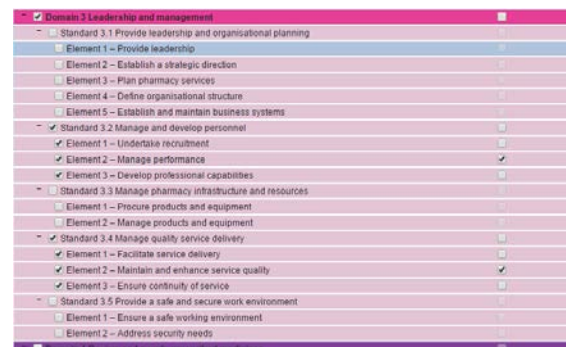 Domain 3 Leadership and management
Standard 3.1 Provide leadership and organisational planning
Element 1 – Provide leadership
Element 2 – Establish a strategic direction
Element 3 – Plan pharmacy services
Element 4 – Define organisational structure
Element 5 – Establish and maintain business systems
Standard 3.2 Manage and develop personnel
Element 1 – Undertake recruitment
Element 2 – Manage performance
Element 3 – Develop professional capabilities
Standard 3.3 Manage pharmacy infrastructure and resources
Element 1 – Procure products and equipment
Element 2 – Manage products and equipment
Standard 3.4 Manage quality service delivery
Element 1 – Facilitate service delivery
Element 2 – Maintain and enhance service quality
Element 3 – Ensure continuity of service
Standard 3.5 Provide a safe and secure work environment
Element 1 – Ensure a safe working environment
Element 2 – Address security needs